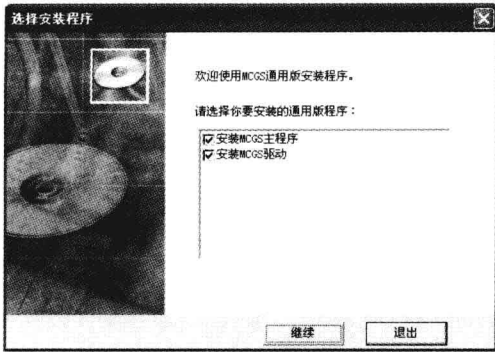 选择安装程序
欢迎使用MCGS通用版安装程序。
请选择你要安装的通用版程序：
安装MCGS主程序
安装MCGS驱动
继续
退出